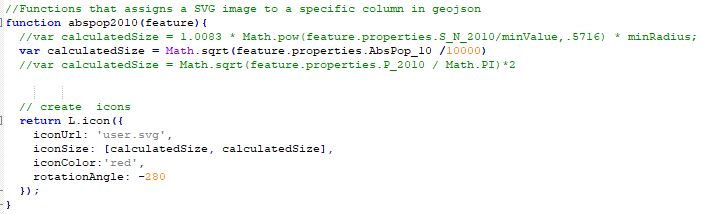 //Functions that assigns a SVG image to a specific column in geojson
function abspop2010(feature){
//var calculatedSize = 1.0083 * Math.pow(feature.properties.S_N_2010/minValue,.5716) * minRadius;
var calculatedSize = Math.sqrt(feature.properties.AbsPop_10 /10000)
//var calculatedSize = Math.sqrt(feature.properties.P_2010 / Math.PI)*2
// create  icons
return L.icon({
iconUrl: 'user.svg',
iconSize: [calculatedSize, calculatedSize],
iconColor:'red',
rotationAngle: -280
});
}